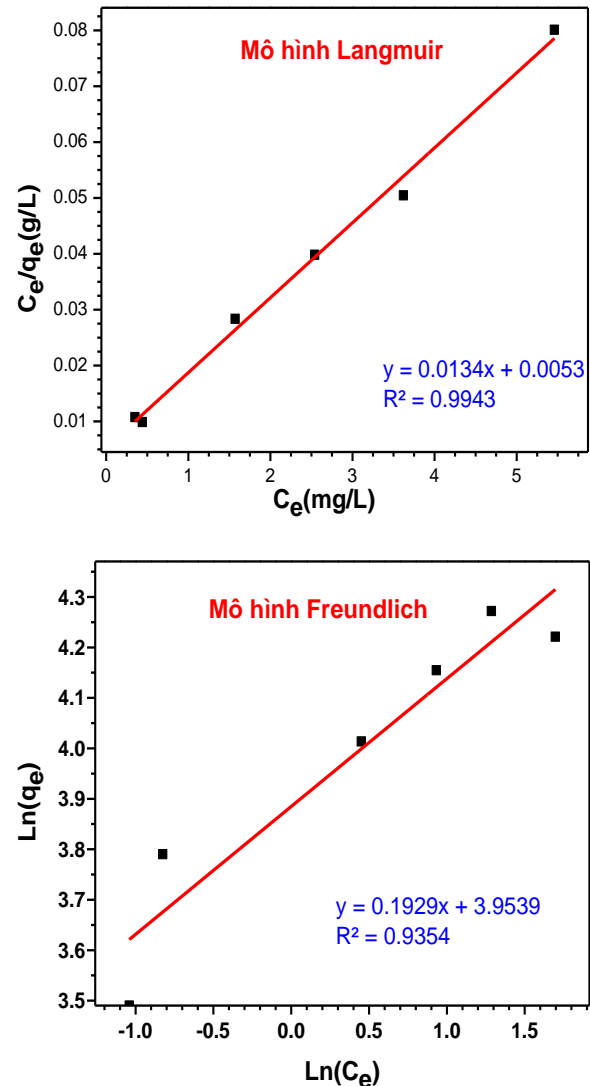 0.08
Mô hình Langmuir
0.07
0.05
0.04
0.03
0.02
0.01
Ce/qe(g/L)
y = 0.0134x + 0.0053
R² = 0.9943
0 1 2 3 4 5
Ce(mg/L)
4.3
Mô hình Freundlich
4.2
4.0
3.9
3.8
3.7
3.6
3.5
Ln(qe)
y = 0.1929x + 3.9539
R² = 0.9354
-1.0 -0.5 0.0 0.5 1.0 1.5
Ln(Ce)